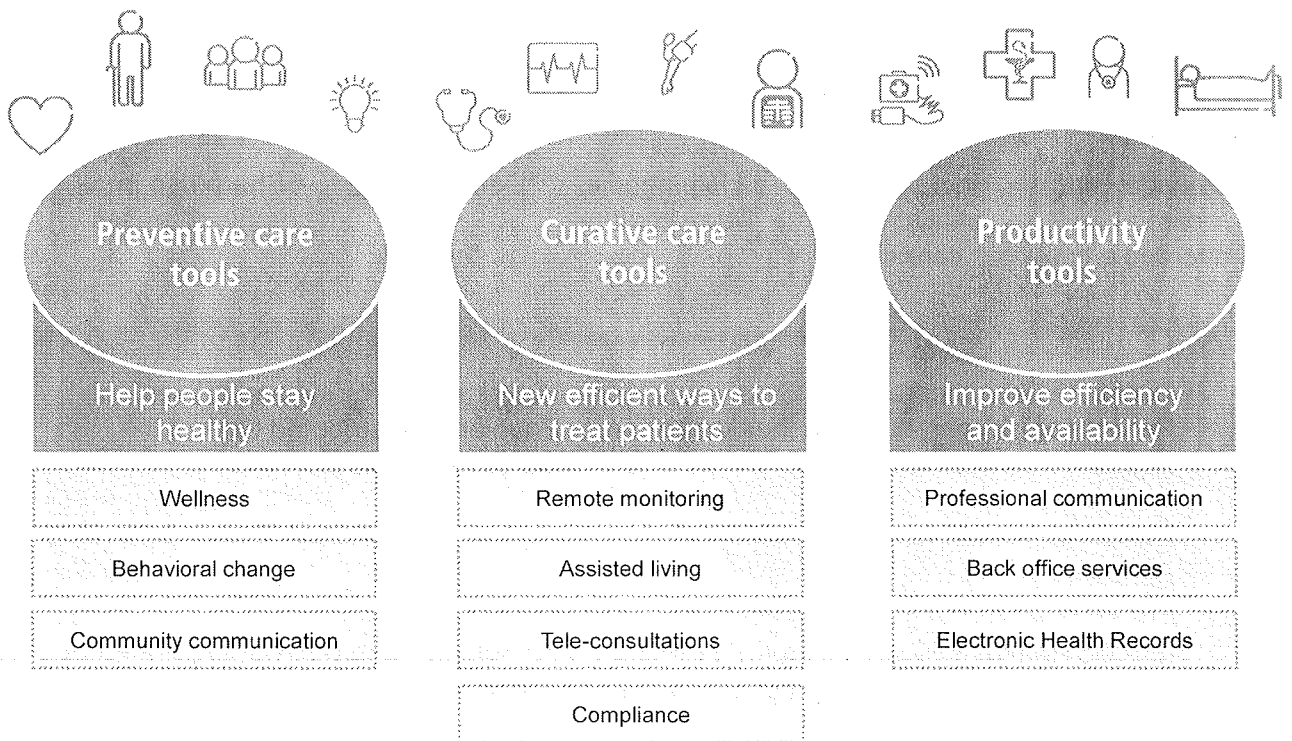 Preventive care
tools
Help people stay
healthy
Wellness
Behavioral change
Community communication
Curative care
tools
New efficient ways to
treat patients
Remote monitoring
Assisted living
Tele-consultations
Compliance
Productivity
tools
Improve efficiency
and availability
Professional communication
Back office services
Electronic Health Records